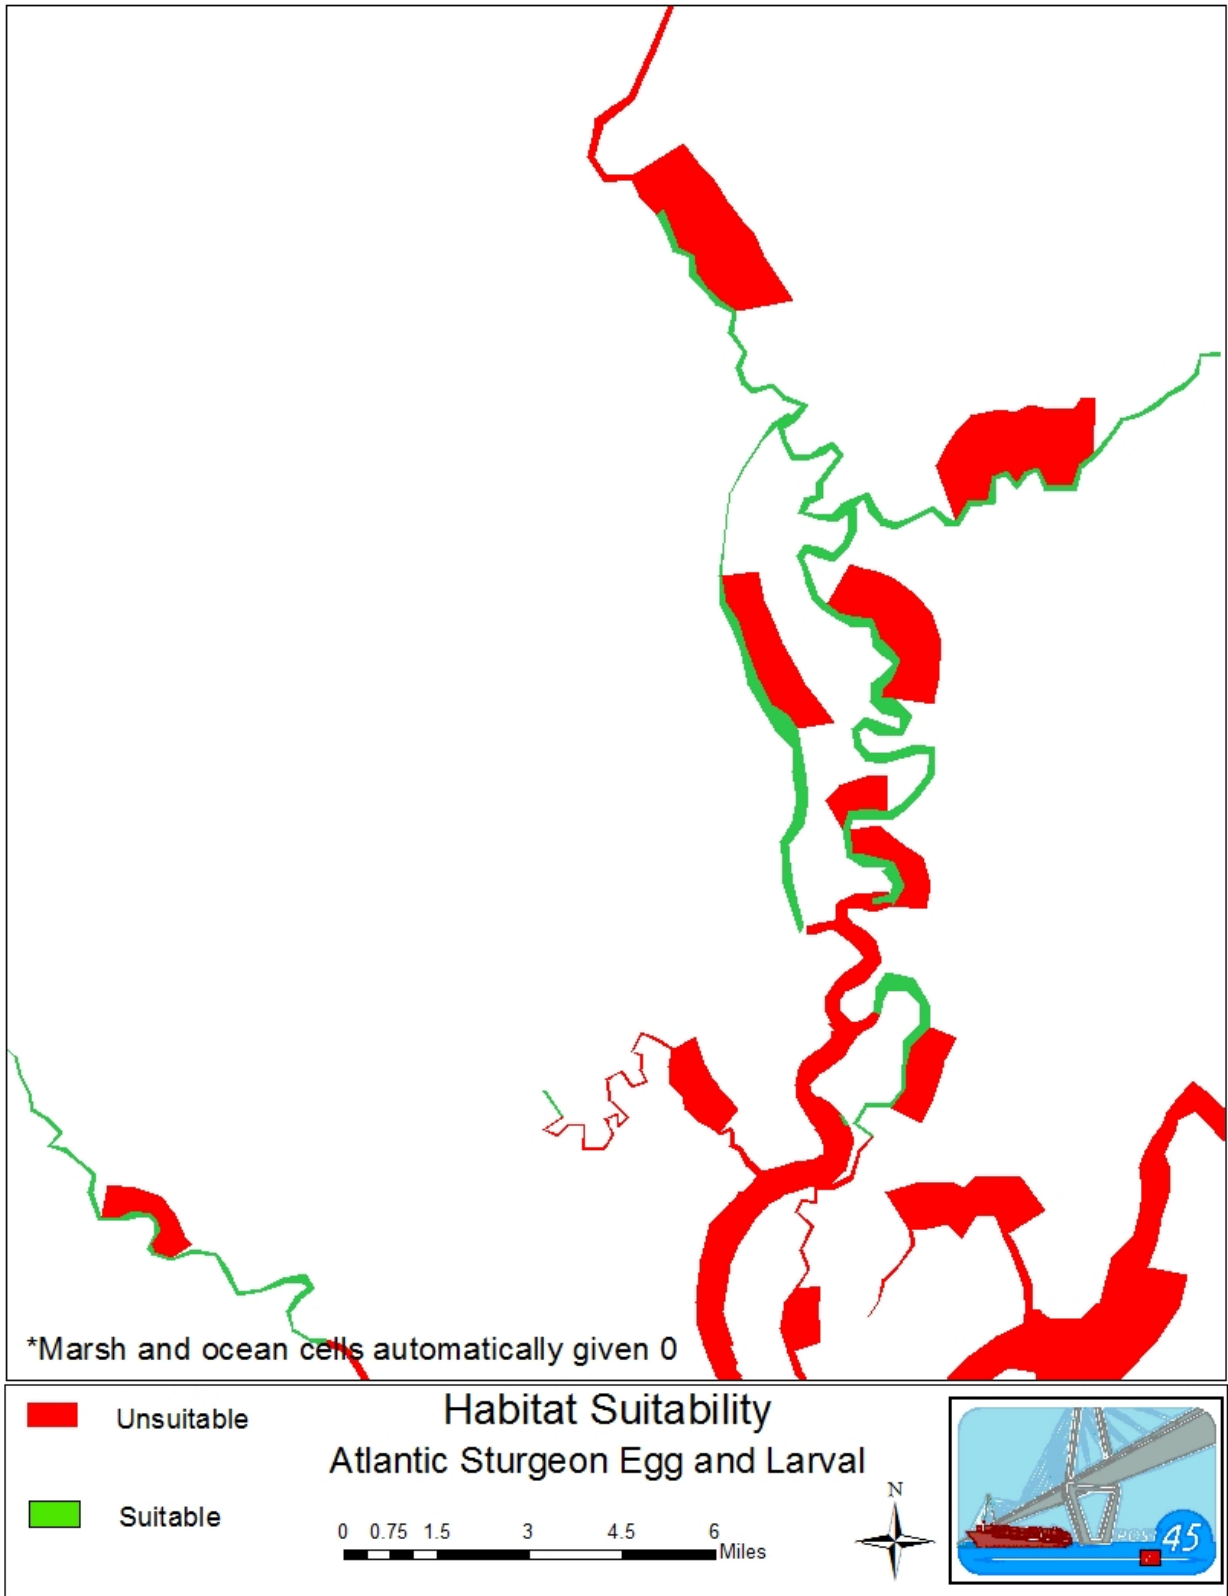 *Marsh and ocean cells automatically given 0
Unsuitable
Suitable
Habitat Suitability
Atlantic Sturgeon Egg and Larval
0 0.75 1.5 3 4.5 6
Miles
N
POST 45